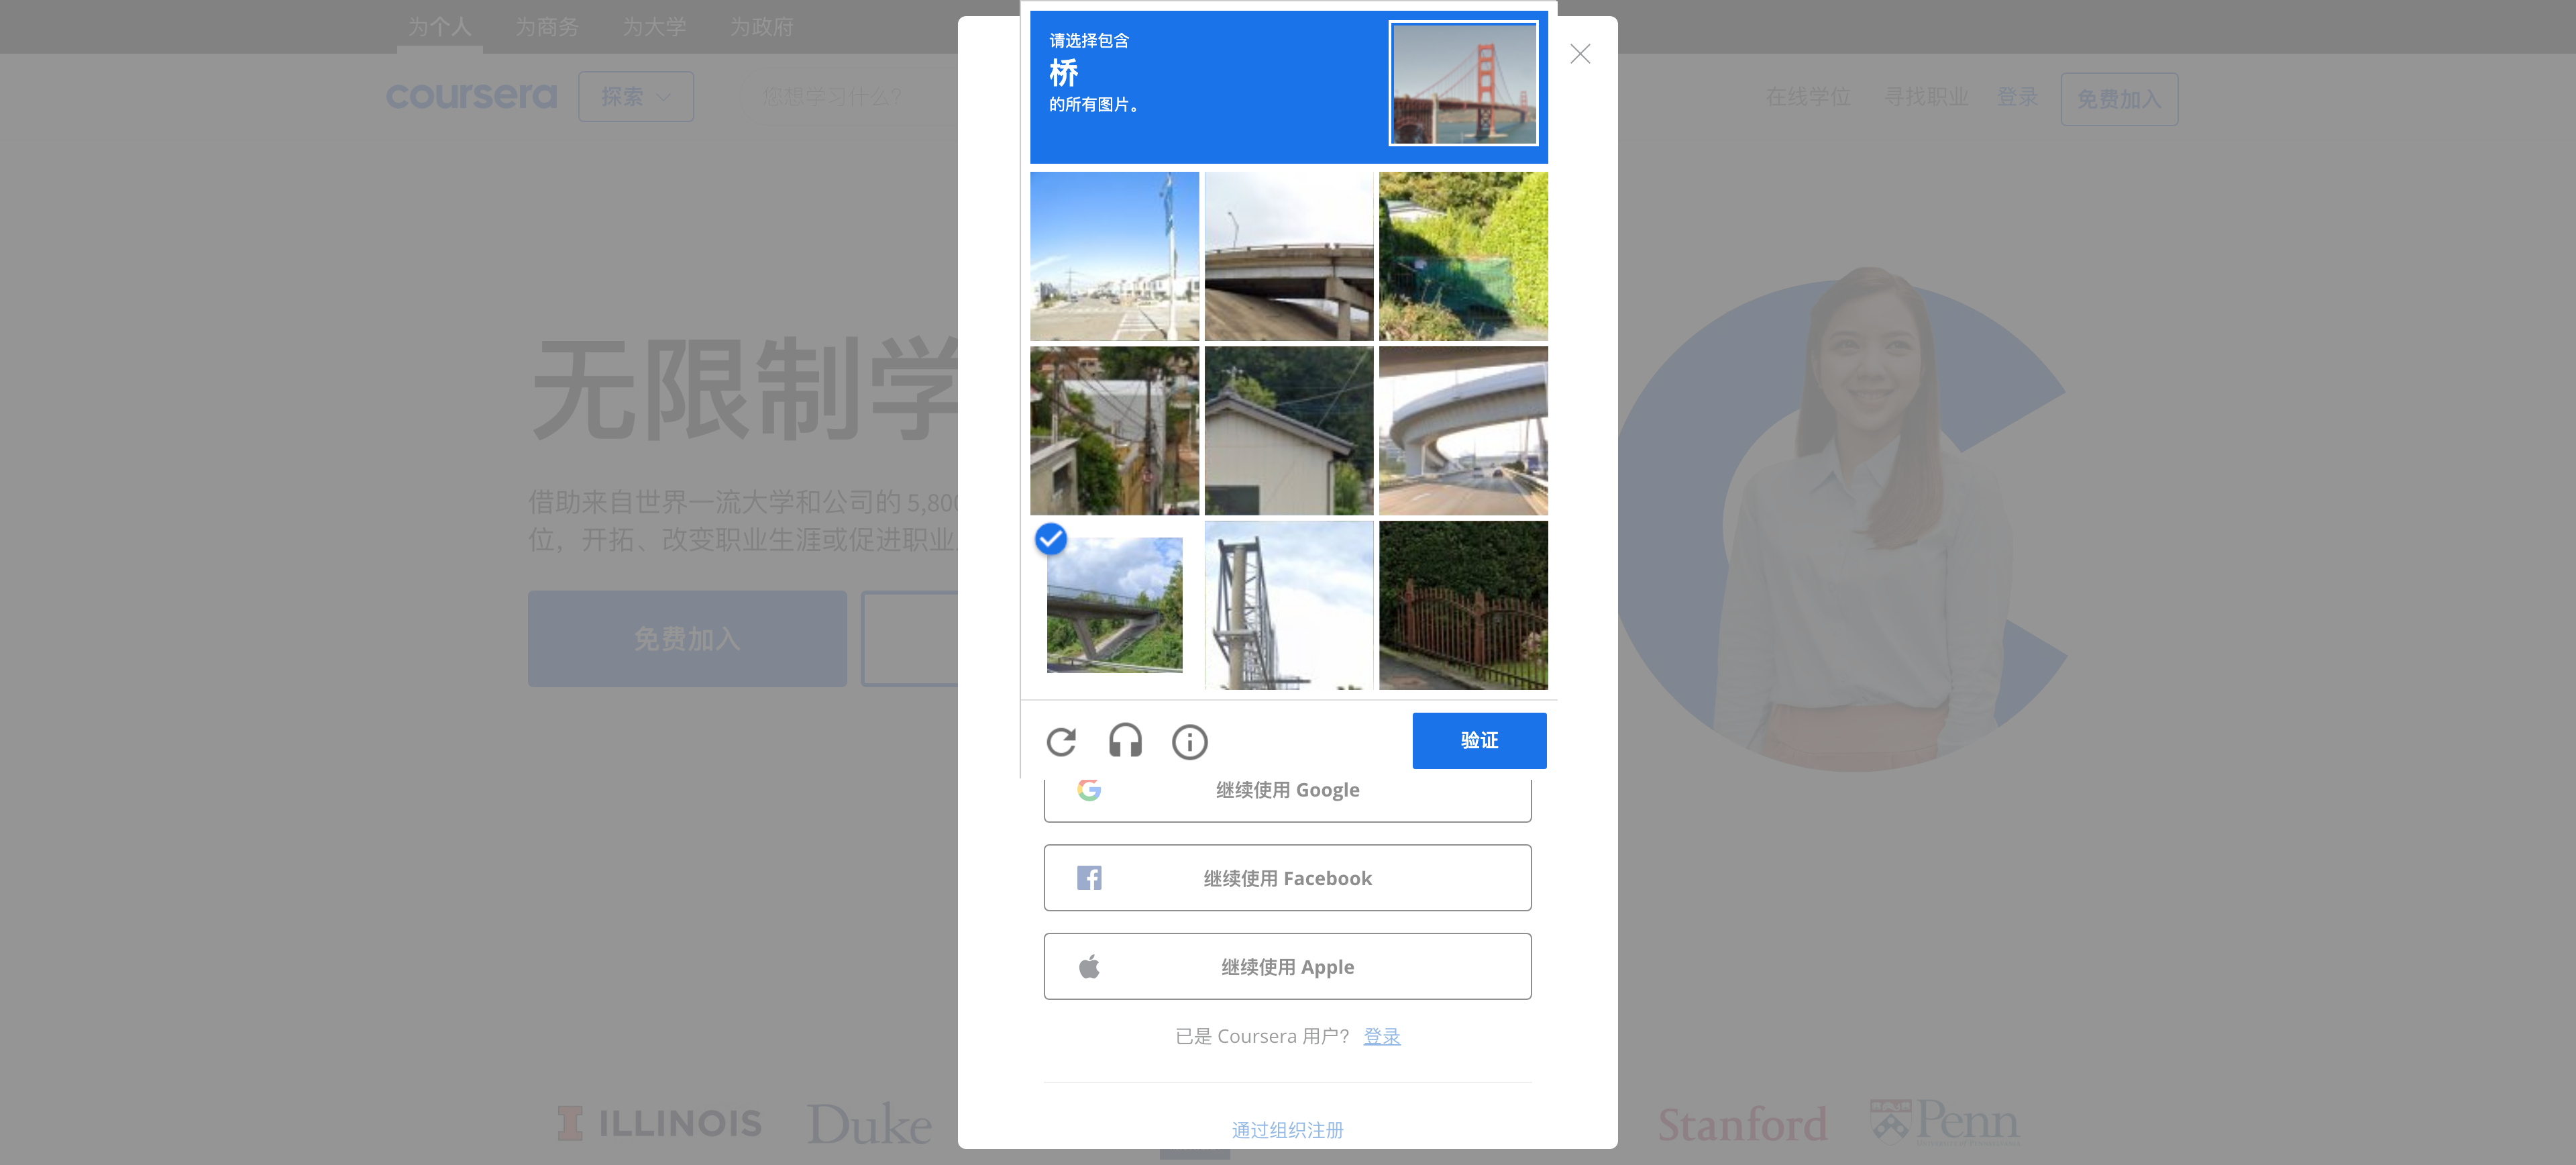 为个人
为商务
为大学
为政府
coursera
探索
您想学习什么?
在线学位
寻找职业
登录
免费加入
请选择包含
桥
的所有图片。
无限制学
借助来自世界一流大学和公司的 5,800
位，开拓、改变职业生涯或促进职业
免费加入
验证
继续使用 Google
继续使用 Facebook
继续使用 Apple
已是 Coursera 用户? 登录
通过组织注册
ILLINOIS
Duke
Stanford
Penn